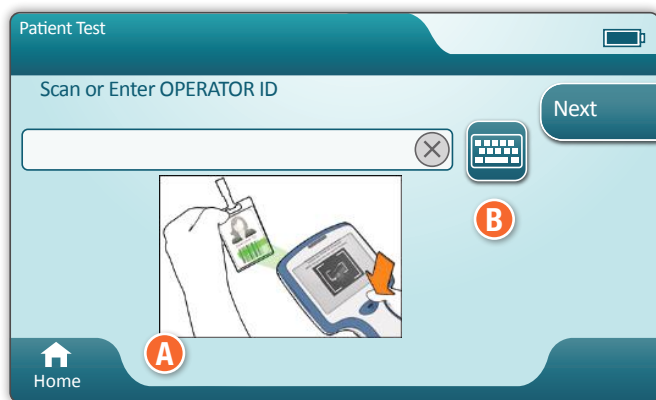 Patient Test
Scan or Enter OPERATOR ID
Next
B
A
Home